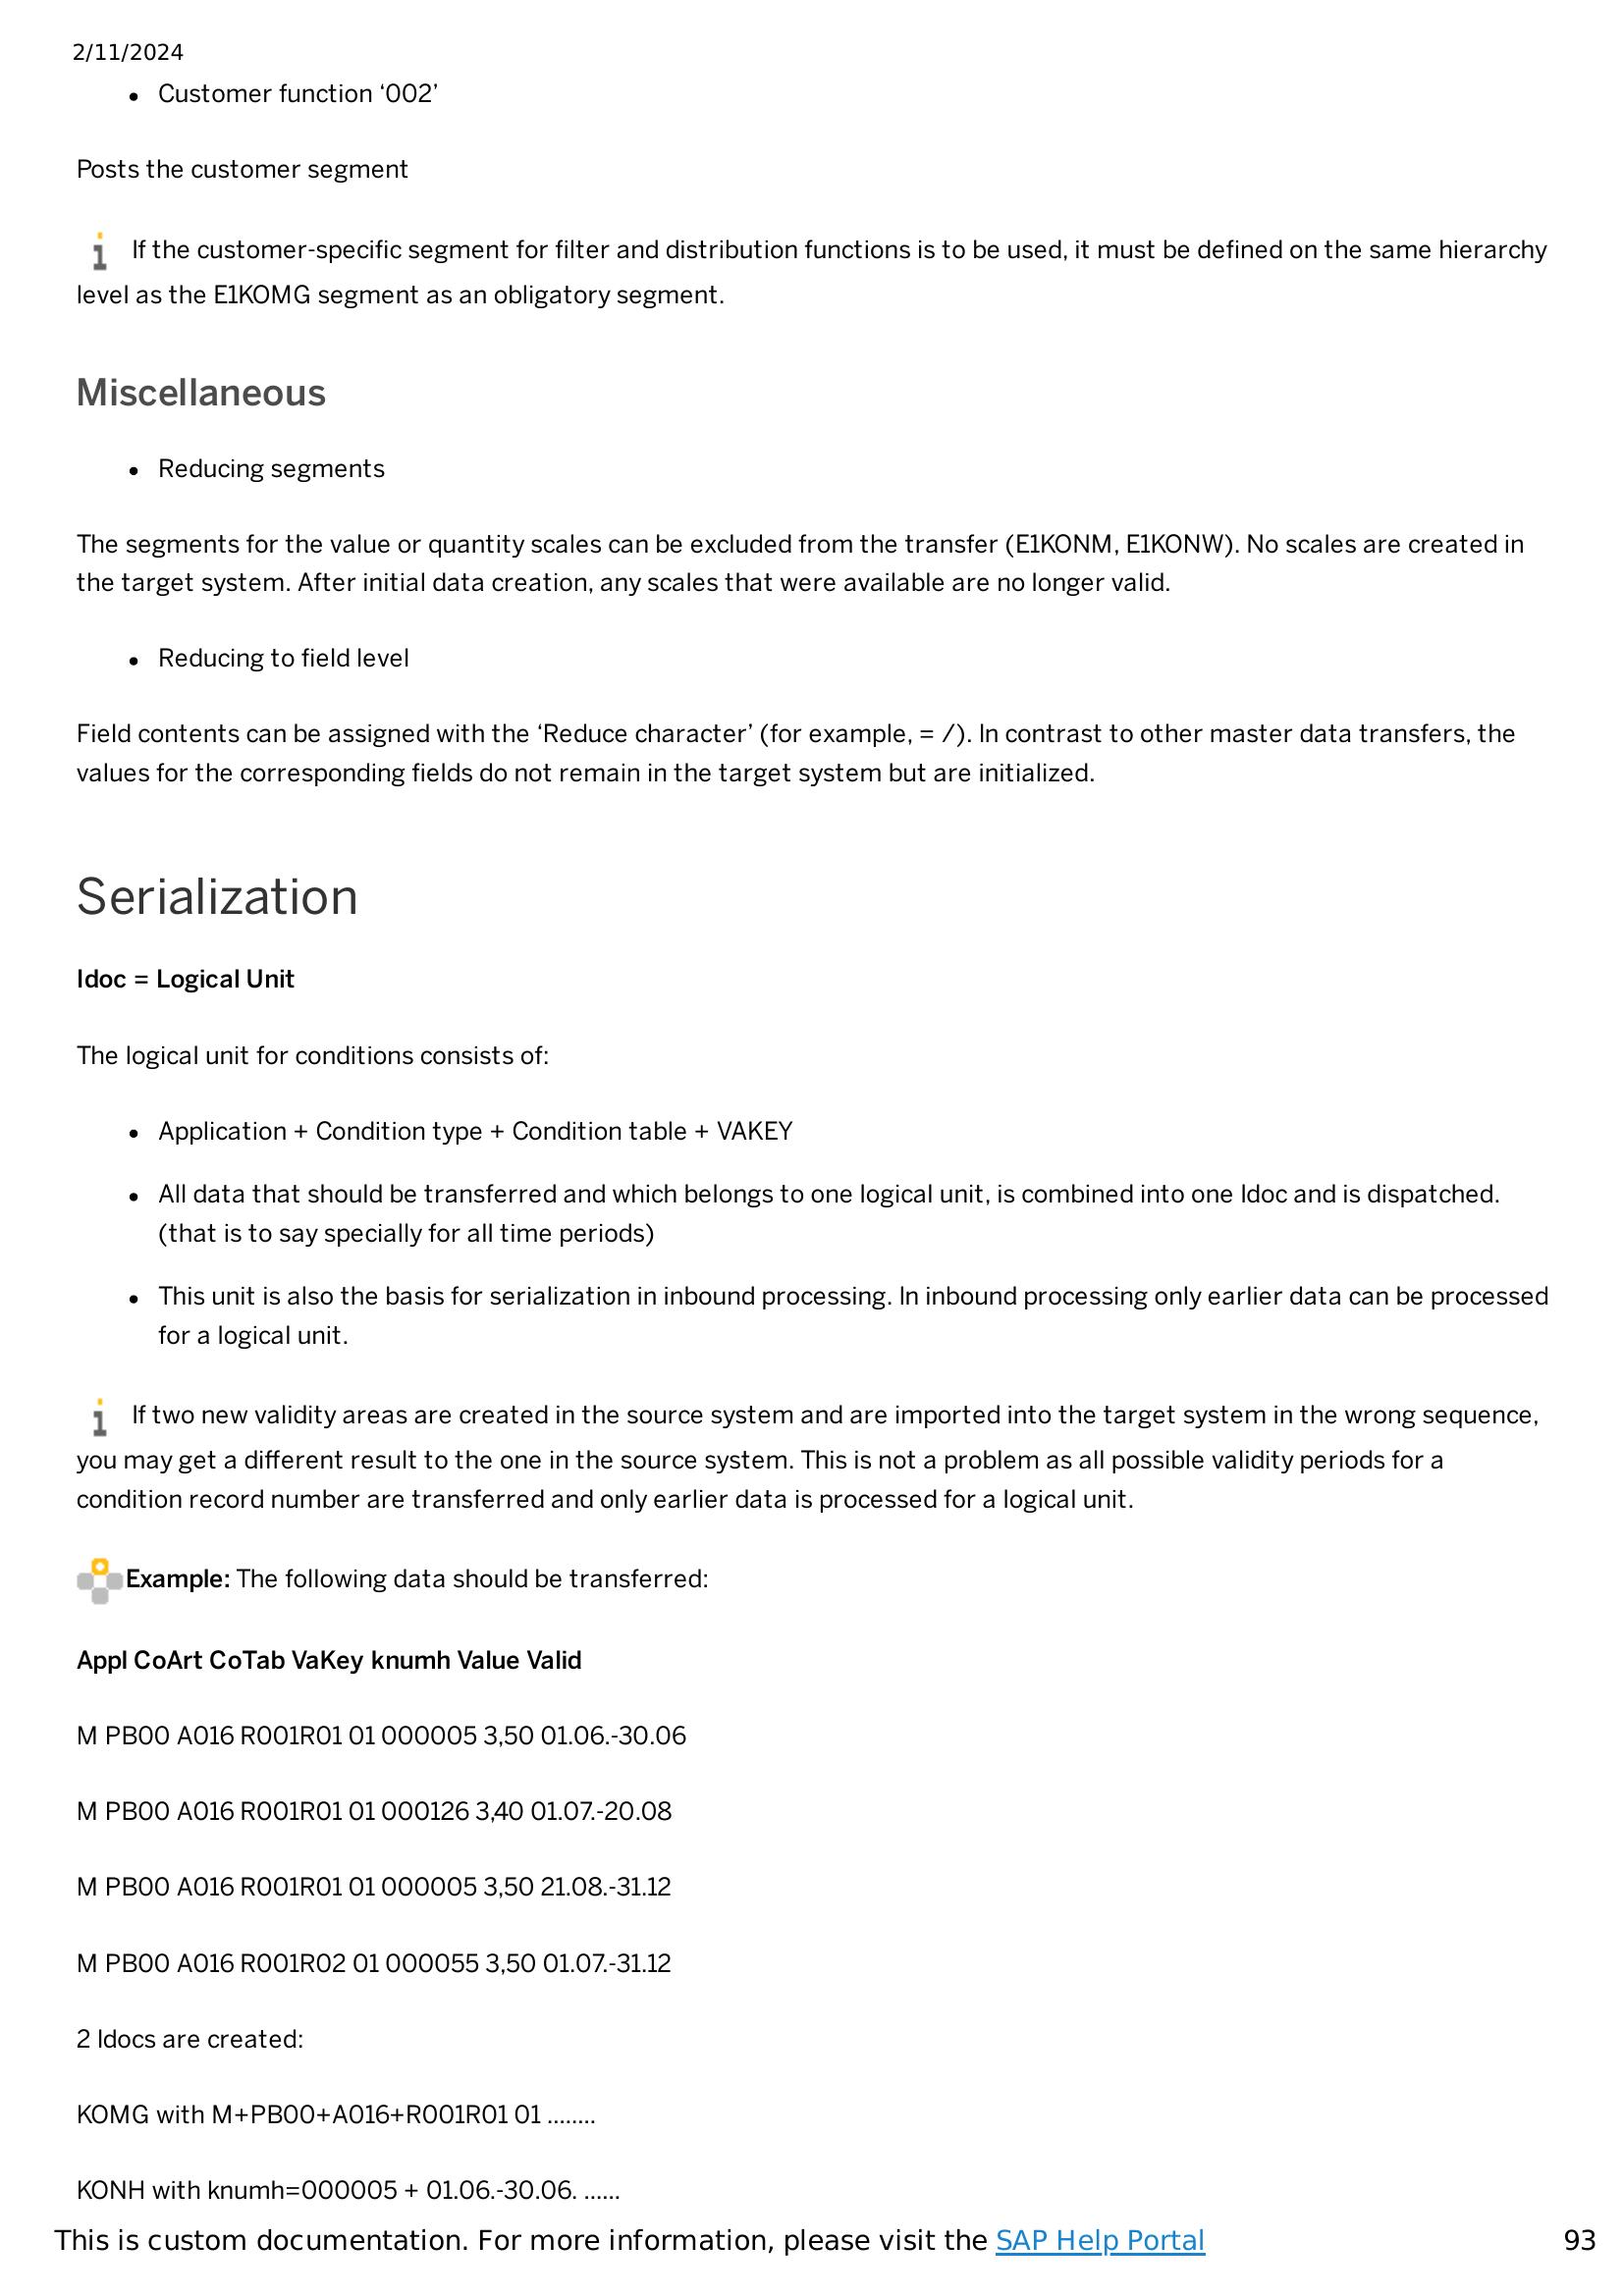 2/11/2024
• Customer function ‘002’
Posts the customer segment
If the customer-specific segment for filter and distribution functions is to be used, it must be defined on the same hierarchy
level as the E1KOMG segment as an obligatory segment.
Miscellaneous
• Reducing segments
The segments for the value or quantity scales can be excluded from the transfer (E1KONM, E1KONW). No scales are created in
the target system. After initial data creation, any scales that were available are no longer valid.
• Reducing to field level
Field contents can be assigned with the ‘Reduce character’ (for example, = /). In contrast to other master data transfers, the
values for the corresponding fields do not remain in the target system but are initialized.
Serialization
Idoc = Logical Unit
The logical unit for conditions consists of:
• Application + Condition type + Condition table + VAKEY
• All data that should be transferred and which belongs to one logical unit, is combined into one Idoc and is dispatched.
(that is to say specially for all time periods)
• This unit is also the basis for serialization in inbound processing. In inbound processing only earlier data can be processed
for a logical unit.
If two new validity areas are created in the source system and are imported into the target system in the wrong sequence,
you may get a different result to the one in the source system. This is not a problem as all possible validity periods for a
condition record number are transferred and only earlier data is processed for a logical unit.
Example: The following data should be transferred:
Appl CoArt CoTab VaKey knumh Value Valid
M PB00 A016 R001R01 01 000005 3,50 01.06.-30.06
M PB00 A016 R001R01 01 000126 3,40 01.07.-20.08
M PB00 A016 R001R01 01 000005 3,50 21.08.-31.12
M PB00 A016 R001R02 01 000055 3,50 01.07.-31.12
2 Idocs are created:
KOMG with M+PB00+A016+R001R01 01 ........
KONH with knumh=000005 + 01.06.-30.06. ......
This is custom documentation. For more information, please visit the SAP Help Portal 93